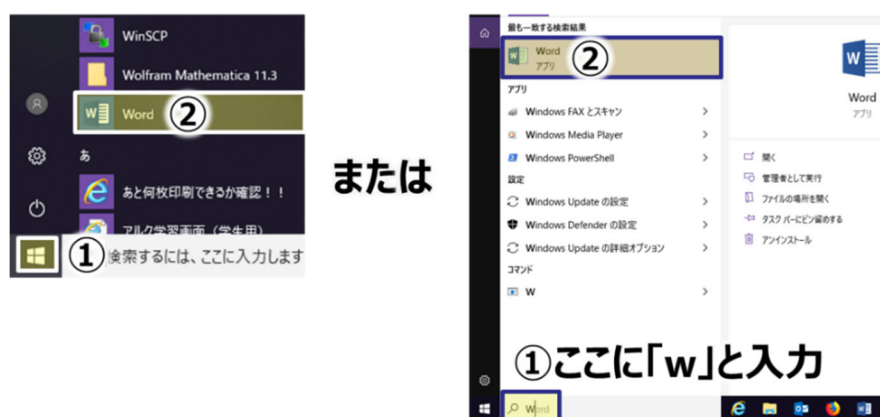 WinSCP
Wolfram Mathematica 11.3
Word
②
あ
あと何枚印刷できるか確認！！
アルク学習画面（学生用）
①
検索するには、ここに入力します
または
最も一致する検索結果
Word
アプリ
②
アプリ
Windows FAX とスキャン
Windows Media Player
Windows PowerShell
設定
Windows Update の設定
Windows Defender の設定
Windows Update の詳細オプション
コマンド
W
①ここに「w」と入力
Word
Word
アプリ
開く
管理者として実行
ファイルの場所を開く
タスク バーにピン留めする
アンインストール